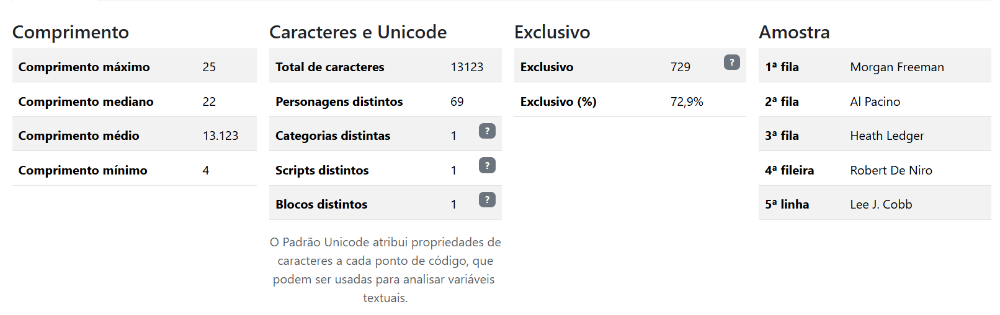 Comprimento
Comprimento máximo 25
Comprimento mediano 22
Comprimento médio 13.123
Comprimento mínimo 4
Caracteres e Unicode
Total de caracteres 13123
Personagens distintos 69
Categorias distintas 1 ?
Scripts distintos 1 ?
Blocos distintos 1 ?
O Padrão Unicode atribui propriedades de
caracteres a cada ponto de código, que
podem ser usadas para analisar variáveis
textuais.
Exclusivo
Exclusivo 729 ?
Exclusivo (%) 72,9%
Amostra
1ª fila Morgan Freeman
2ª fila Al Pacino
3ª fila Heath Ledger
4ª fileira Robert De Niro
5ª linha Lee J. Cobb